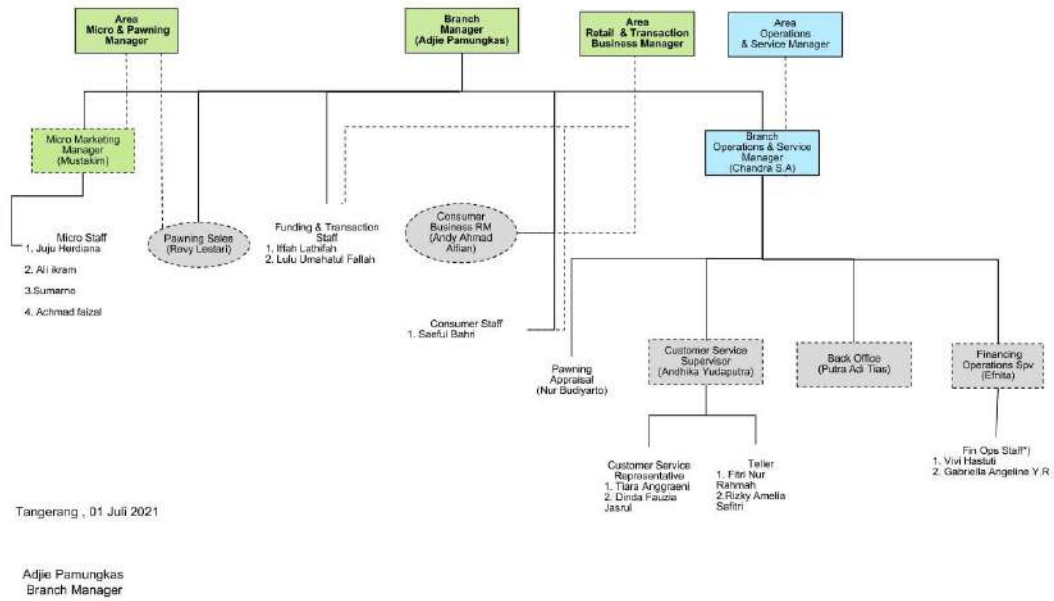 Area
Micro & Pawning
Manager
Branch
Manager
(Adjie Pamungkas)
Area
Retail & Transaction
Business Manager
Area
Operations
& Service Manager
Micro Marketing
Manager
(Mustakim)
Branch
Operations & Service
Manager
(Chandra S.A)
Micro Staff
1. Juju Herdiana
2. Ali ikram
3.Sumarno
4. Achmad faizal
Pawning Sales
(Revy Lestari)
Funding & Transaction
Staff
1. Iffah Lathifah
2. Lulu Umahatul Fallah
Consumer
Business RM
(Andy Ahmad
Alfian)
Consumer Staff
1. Saeful Bahri
Pawning
Appraisal
(Nur Budiyarto)
Customer Service
Supervisor
(Andhika Yudaputra)
Back Office
(Putra Adi Tias)
Financing
Operations Spv
(Efnita)
Customer Service
Representative
1. Tiara Anggraeni
2. Dinda Fauzia
Jasrul
Teller
1. Fitri Nur
Rahmah
2.Rizky Amelia
Safitri
Fin Ops Staff*)
1. Vivi Hastuti
2. Gabriella Angeline Y.R
Tangerang , 01 Juli 2021
Adjie Pamungkas
Branch Manager